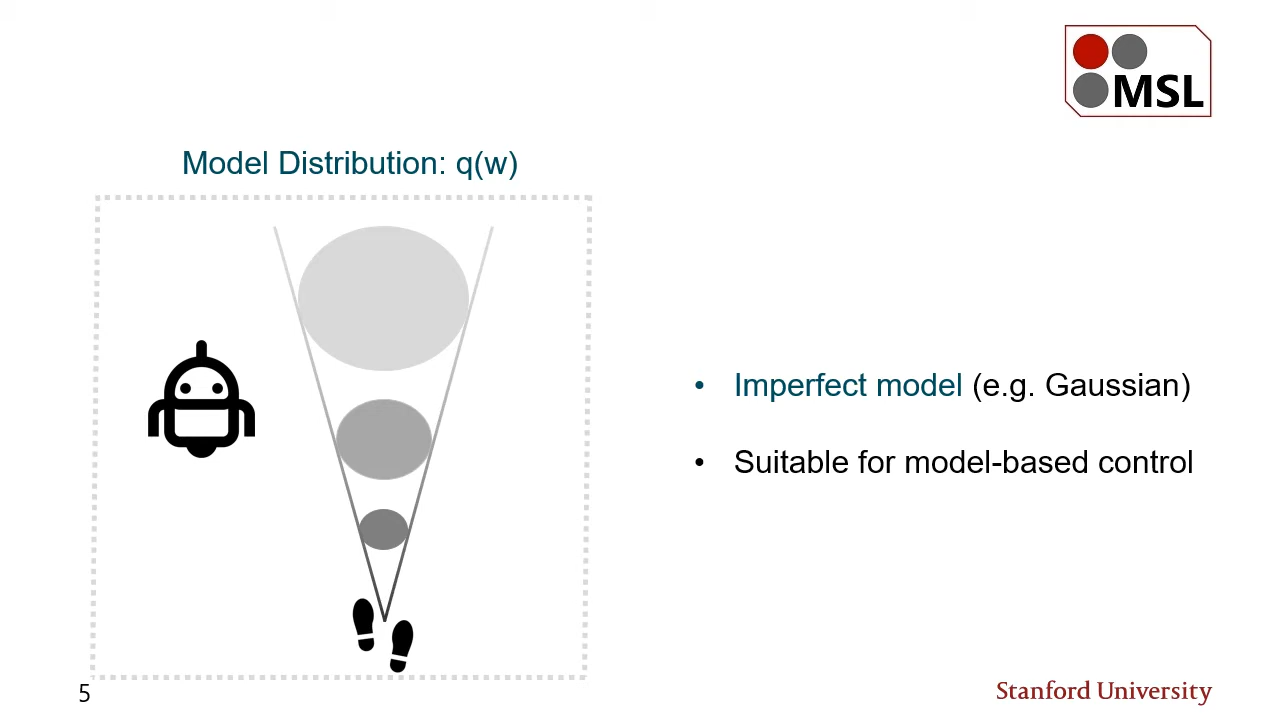 MSL
Model Distribution: q(w)
• Imperfect model (e.g. Gaussian)
• Suitable for model-based control
5
Stanford University